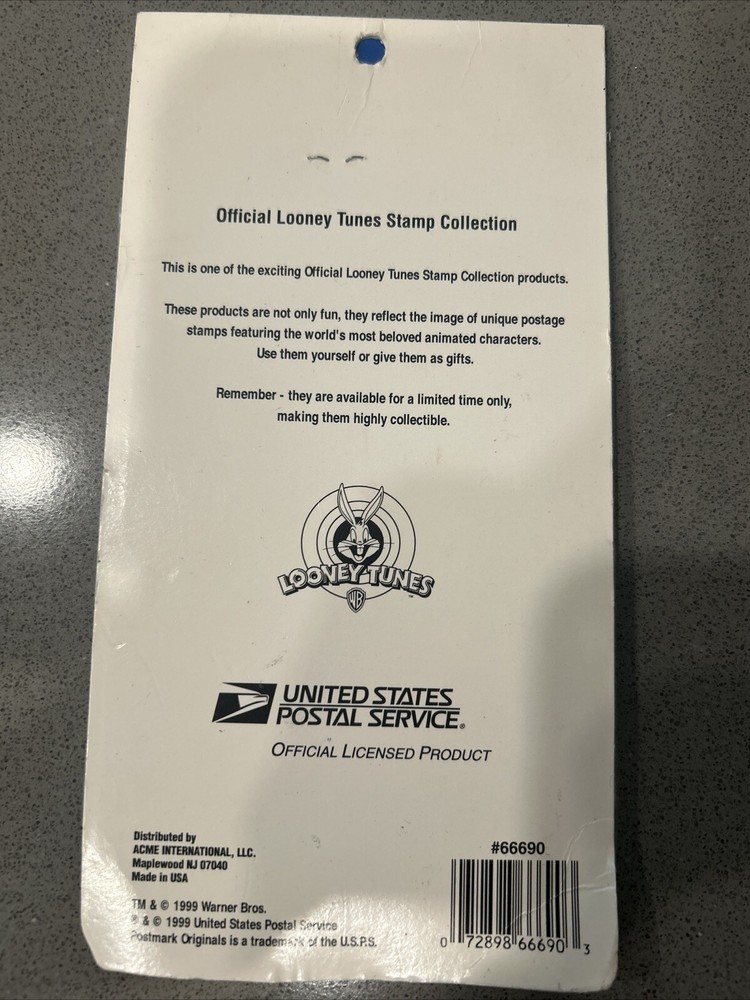 Official Looney Tunes Stamp Collection
This is one of the exciting Official Looney Tunes Stamp Collection products.
These products are not only fun, they reflect the image of unique postage
stamps featuring the world's most beloved animated characters.
Use them yourself or give them as gifts.
Remember - they are available for a limited time only,
making them highly collectible.
LOONEY TUNES
WB
TM
UNITED STATES
POSTAL SERVICE®
OFFICIAL LICENSED PRODUCT
Distributed by
ACME INTERNATIONAL, LLC.
Maplewood NJ 07040
Made in USA
TM & © 1999 Warner Bros.
® & © 1999 United States Postal Service
Postmark Originals is a trademark of the U.S.P.S.
#66690
0 72898 66690 3